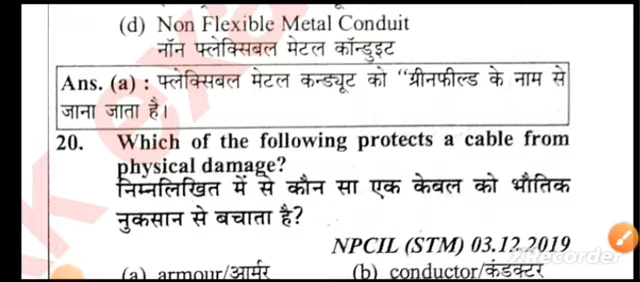 (d) Non Flexible Metal Conduit
नॉन फ्लेक्सिबल मेटल कॉन्डुइट
Ans. (a) : फ्लेक्सिबल मेटल कन्ड्यूट को "ग्रीनफील्ड के नाम से
जाना जाता है।
20. Which of the following protects a cable from
physical damage?
निम्नलिखित में से कौन सा एक केबल को भौतिक
नुकसान से बचाता है?
NPCIL (STM) 03.12.2019
Recorder
(a) armour/आर्मर (b) conductor/कंडक्टर